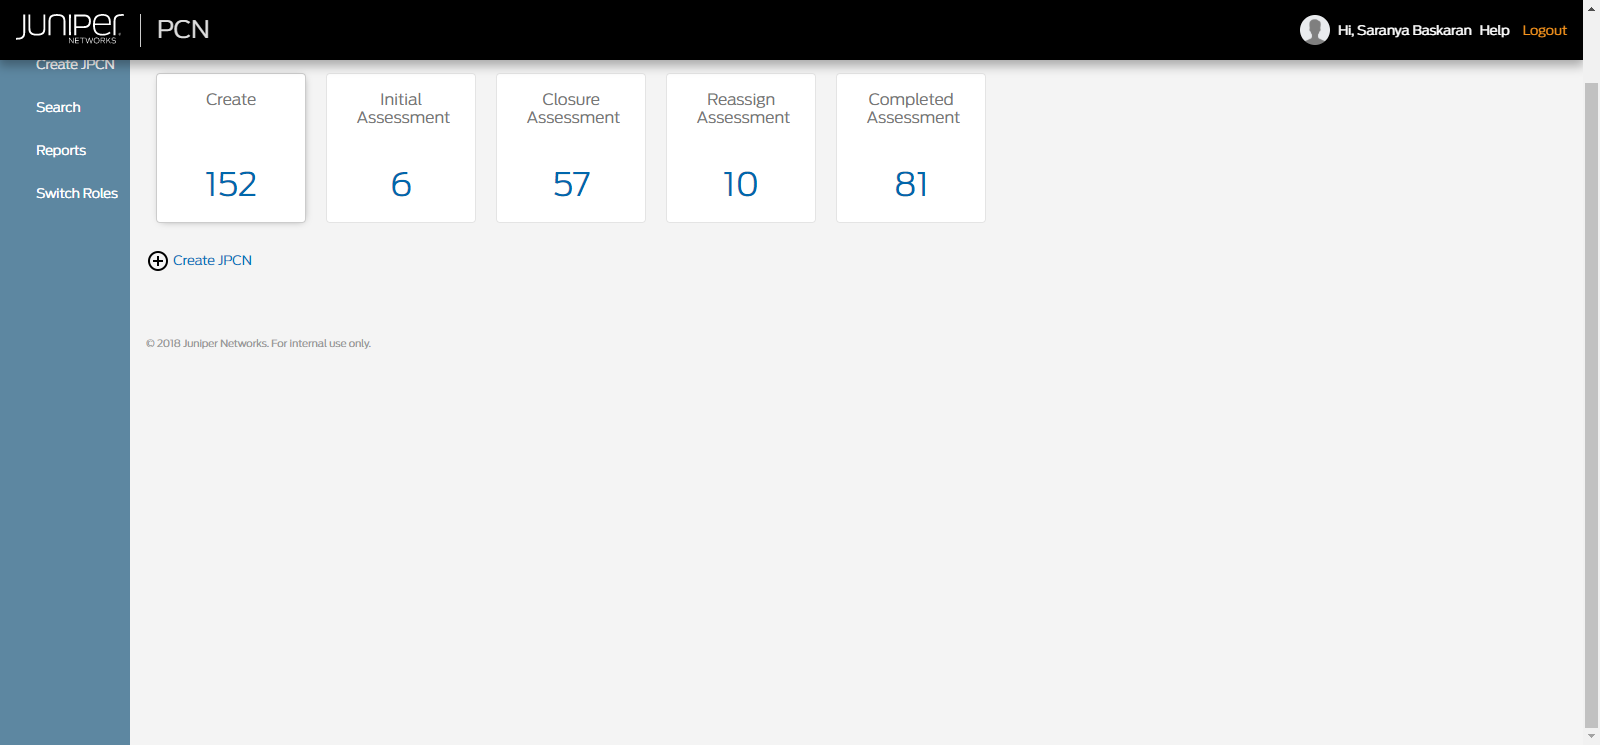 JUNIPer
NETWORKS
PCN
Hi, Saranya Baskaran Help Logout
Create JPCN
Search
Reports
Switch Roles
Create
152
Initial
Assessment
6
Closure
Assessment
57
Reassign
Assessment
10
Completed
Assessment
81
Create JPCN
© 2018 Juniper Networks. For internal use only.